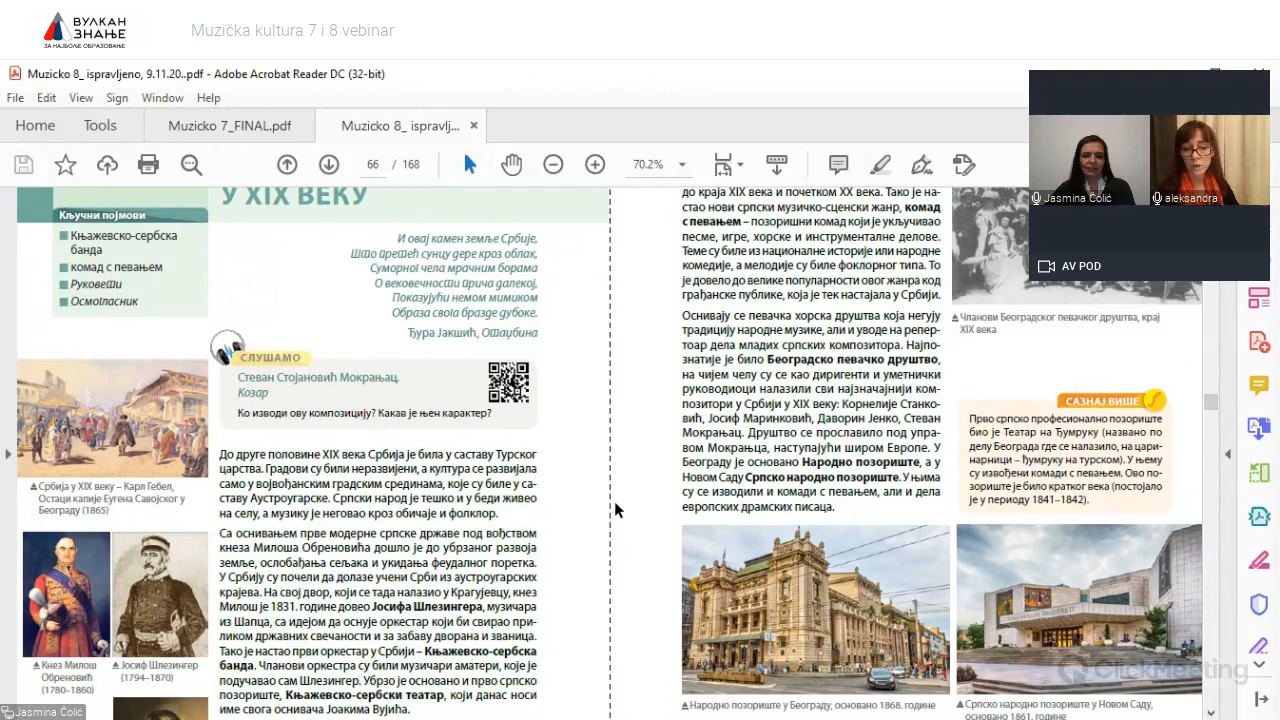 ВУЛКАН
ЗНАЊЕ
ЗА НАЈБОЉЕ ОБРАЗОВАЊЕ
Muzička kultura 7 i 8 vebinar
Muzicko 8_ ispravljeno, 9.11.20..pdf - Adobe Acrobat Reader DC (32-bit)
File Edit View Sign Window Help
Home Tools Muzicko 7_FINAL.pdf Muzicko 8_ ispravlj... ×
66 / 168 70.2%
Jasmina Čolić
aleksandra
AV POD
У XIX ВЕКУ
Кључни појмови
Књажевско-сербска
банда
комад с певањем
Руковети
Осмогласник
И овај камен земље Србије,
Што претећ сунцу дере кроз облак,
Суморног чела мрачним борама
О вековечности прича далекој,
Показујући немом мимиком
Образа свога бразде дубоке.
Ђура Јакшић, Отаџбина
СЛУШАМО
Стеван Стојановић Мокрањац,
Козар
Ко изводи ову композицију? Какав је њен карактер?
Србија у XIX веку – Карл Гебел,
Остаци капије Еугена Савојског у
Београду (1865)
До друге половине XIX века Србија је била у саставу Турског
царства. Градови су били неразвијени, а култура се развијала
само у војвођанским градским срединама, које су биле у са-
ставу Аустроугарске. Српски народ је тешко и у беди живео
на селу, а музику је неговао кроз обичаје и фолклор.
Са оснивањем прве модерне српске државе под вођством
кнеза Милоша Обреновића дошло је до убрзаног развоја
земље, ослобађања сељака и укидања феудалног поретка.
У Србију су почели да долазе учени Срби из аустроугарских
крајева. На свој двор, који се тада налазио у Крагујевцу, кнез
Милош је 1831. године довео Јосифа Шлезингера, музичара
из Шапца, са идејом да оснује оркестар који би свирао при-
ликом државних свечаности и за забаву дворана и званица.
Тако је настао први оркестар у Србији – Књажевско-сербска
банда. Чланови оркестра су били музичари аматери, које је
подучавао сам Шлезингер. Убрзо је основано и прво српско
позориште, Књажевско-сербски театар, који данас носи
име свога оснивача Јоакима Вујића.
Кнез Милош
Обреновић
(1780–1860)
Јосиф Шлезингер
(1794–1870)
до краја XIX века и почетком XX века. Тако је на-
стао нови српски музичко-сценски жанр, комад
с певањем – позоришни комад који је укључивао
песме, игре, хорске и инструменталне делове.
Теме су биле из националне историје или народне
комедије, а мелодије су биле фоклорног типа. То
је довело до велике популарности овог жанра код
грађанске публике, која је тек настајала у Србији.
Оснивају се певачка хорска друштва која негују
традицију народне музике, али и уводе на репер-
тоар дела младих српских композитора. Најпо-
знатије је било Београдско певачко друштво,
на чијем челу су се као диригенти и уметнички
руководиоци налазили сви најзначајнији ком-
позитори у Србији у XIX веку: Корнелије Станко-
вић, Јосиф Маринковић, Даворин Јенко, Стеван
Мокрањац. Друштво се прославило под упра-
вом Мокрањца, наступајући широм Европе. У
Београду је основано Народно позориште, а у
Новом Саду Српско народно позориште. У њима
су се изводили и комади с певањем, али и дела
европских драмских писаца.
Чланови Београдског певачког друштва, крај
XIX века
САЗНАЈ ВИШЕ
Прво српско професионално позориште
био је Театар на Ђумруку (названо по
делу Београда где се налазило, на цари-
нарници – ђумруку на турском). У њему
су извођени комади с певањем. Ово по-
зориште је било кратког века (постојало
је у периоду 1841–1842).
Народно позориште у Београду, основано 1868. године
Српско народно позориште у Новом Саду,
основано 1861. године
ClickMeeting
Jasmina Čolić